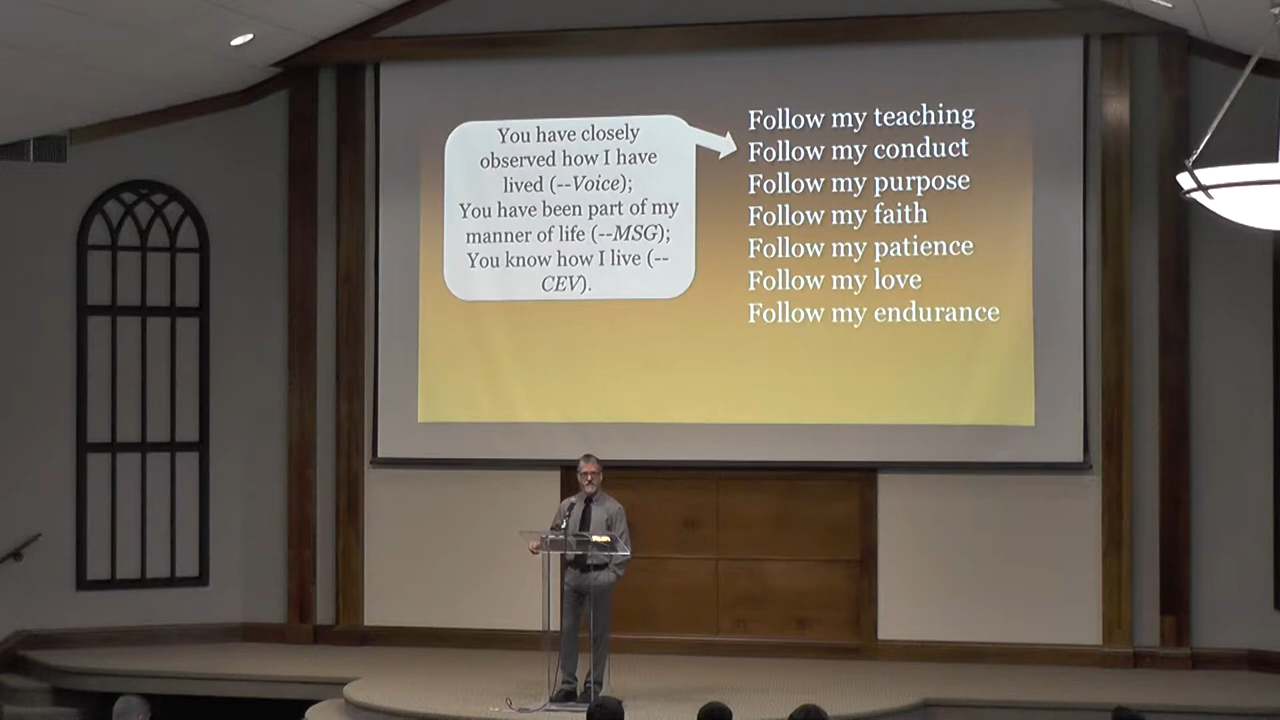 You have closely
observed how I have
lived (--Voice);
You have been part of my
manner of life (--MSG);
You know how I live (--
CEV).
Follow my teaching
Follow my conduct
Follow my purpose
Follow my faith
Follow my patience
Follow my love
Follow my endurance